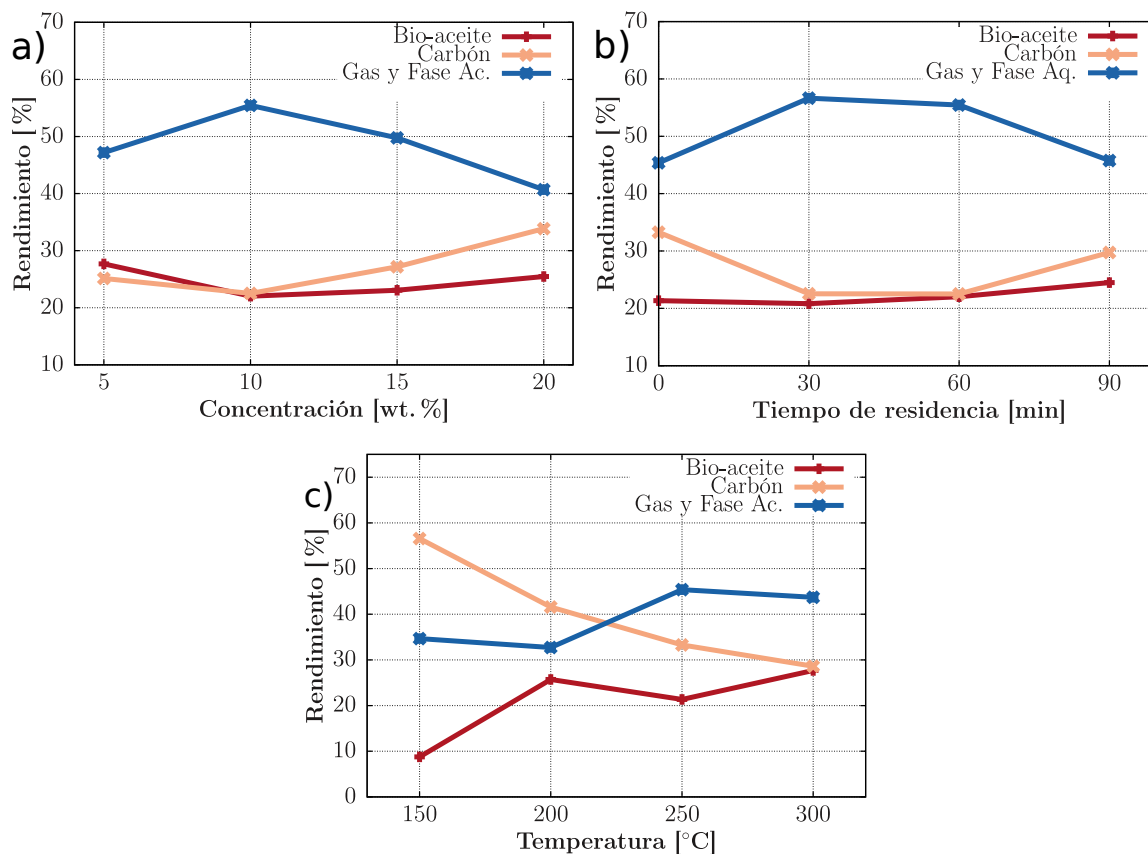 a)
Rendimiento [%]
70
60
50
40
30
20
10
Bio-aceite
Carbón
Gas y Fase Ac.
5 10 15 20
Concentración [wt. %]
b)
Rendimiento [%]
70
60
50
40
30
20
10
Bio-aceite
Carbón
Gas y Fase Aq.
0 30 60 90
Tiempo de residencia [min]
c)
Rendimiento [%]
70
60
50
40
30
20
10
0
Bio-aceite
Carbón
Gas y Fase Ac.
150 200 250 300
Temperatura [°C]